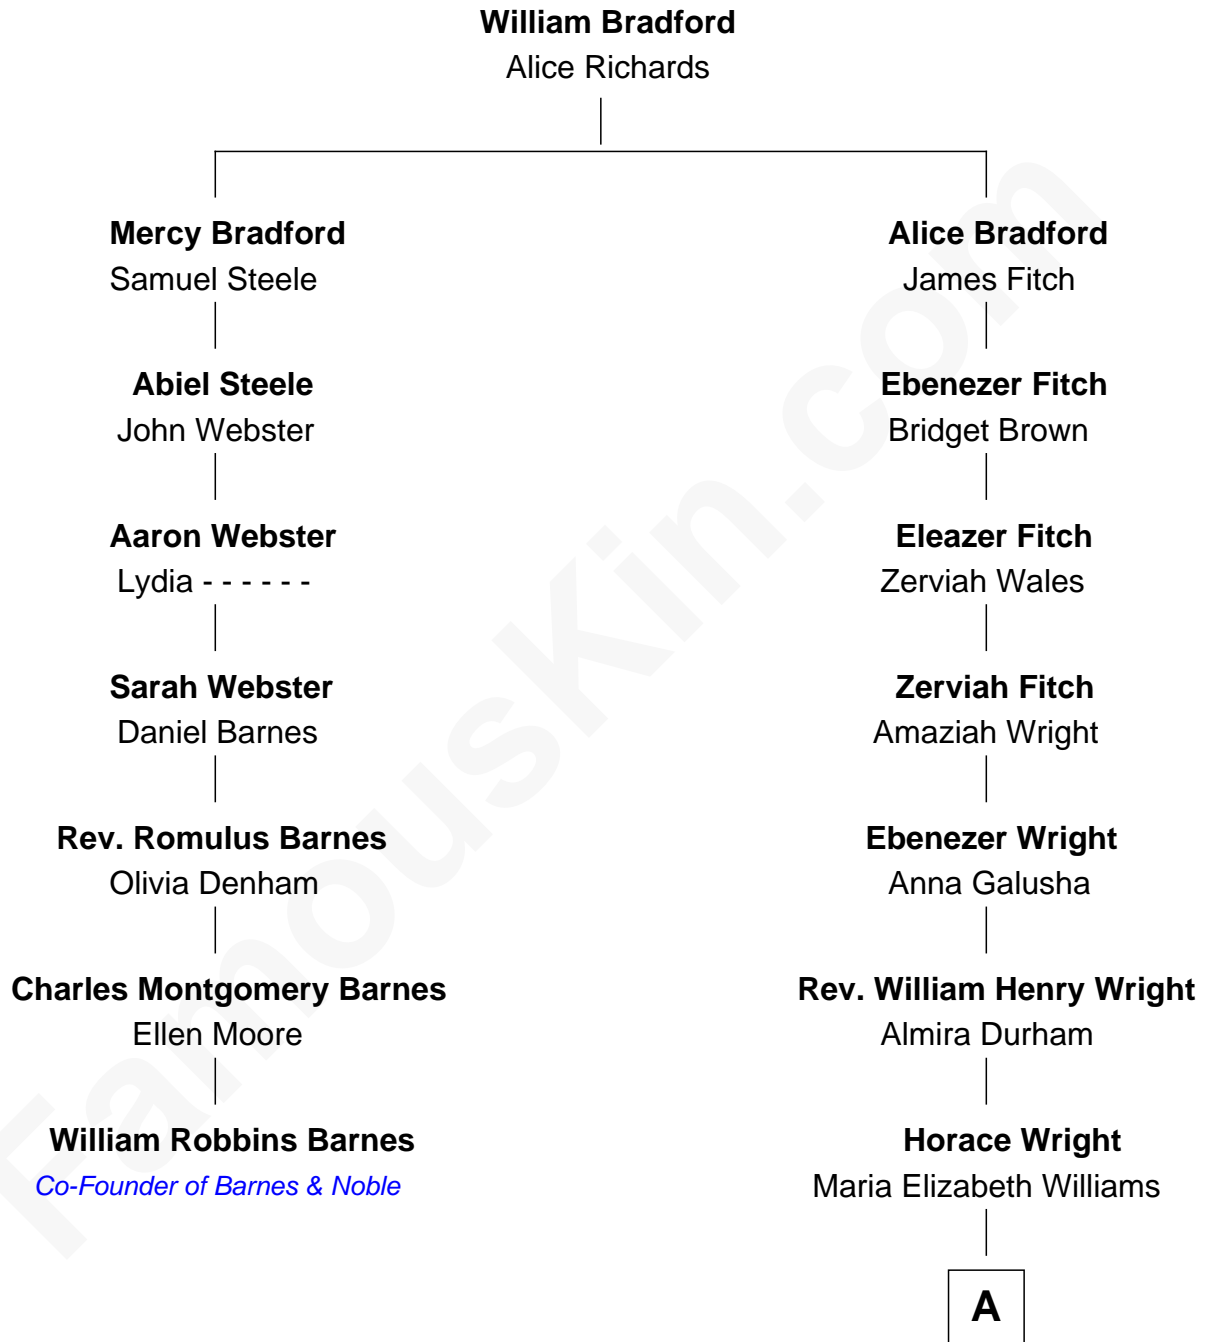 William Bradford
Alice Richards
Mercy Bradford
Samuel Steele
Alice Bradford
James Fitch
Abiel Steele
John Webster
Ebenezer Fitch
Bridget Brown
Aaron Webster
Lydia - - - - - -
Eleazer Fitch
Zerviah Wales
Sarah Webster
Daniel Barnes
Zerviah Fitch
Amaziah Wright
Rev. Romulus Barnes
Olivia Denham
Ebenezer Wright
Anna Galusha
Charles Montgomery Barnes
Ellen Moore
Rev. William Henry Wright
Almira Durham
William Robbins Barnes
Co-Founder of Barnes & Noble
Horace Wright
Maria Elizabeth Williams
A
FamousKin.com